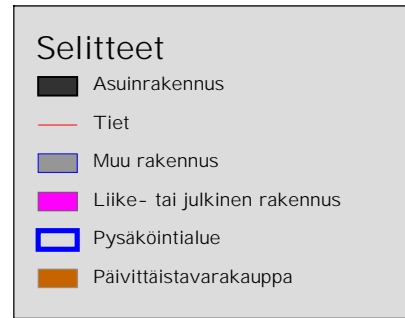 Selitteet
Asuinrakennus
Tiet
Muu rakennus
Liike- tai julkinen rakennus
Pysäköintialue
Päivittäistavarakauppa